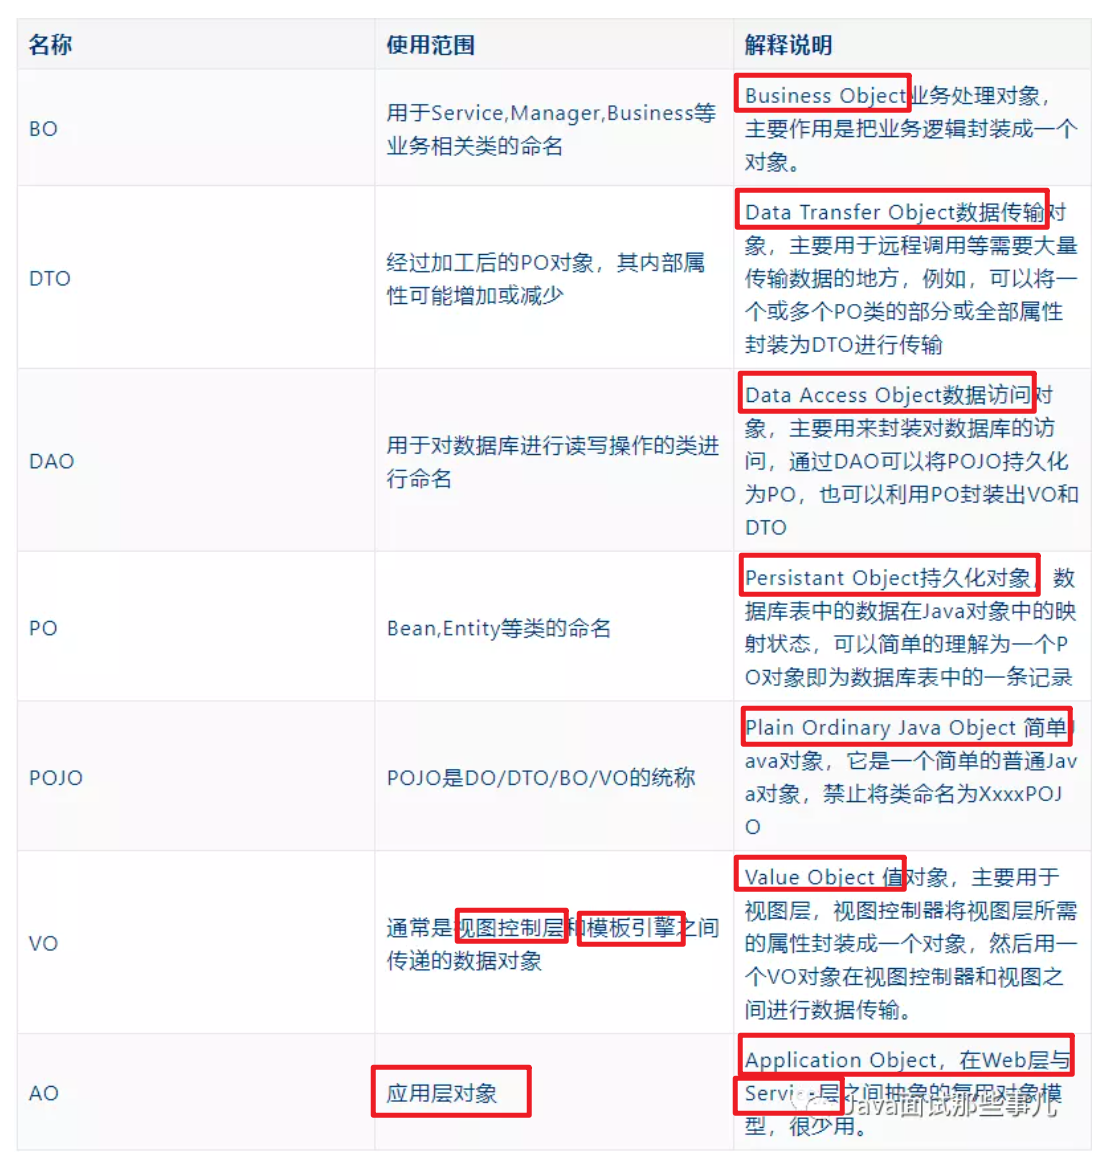 名称
使用范围
解释说明
BO
用于Service,Manager,Business等
业务相关类的命名
Business Object业务处理对象，
主要作用是把业务逻辑封装成一个
对象。
DTO
经过加工后的PO对象，其内部属
性可能增加或减少
Data Transfer Object数据传输对
象，主要用于远程调用等需要大量
传输数据的地方，例如，可以将一
个或多个PO类的部分或全部属性
封装为DTO进行传输
DAO
用于对数据库进行读写操作的类进
行命名
Data Access Object数据访问对
象，主要用来封装对数据库的访
问，通过DAO可以将POJO持久化
为PO，也可以利用PO封装出VO和
DTO
PO
Bean,Entity等类的命名
Persistant Object持久化对象，数
据库表中的数据在Java对象中的映
射状态，可以简单的理解为一个P
O对象即为数据库表中的一条记录
POJO
POJO是DO/DTO/BO/VO的统称
Plain Ordinary Java Object 简单J
ava对象，它是一个简单的普通Jav
a对象，禁止将类命名为XxxxPOJ
O
VO
通常是视图控制层和模板引擎之间
传递的数据对象
Value Object 值对象，主要用于
视图层，视图控制器将视图层所需
的属性封装成一个对象，然后用一
个VO对象在视图控制器和视图之
间进行数据传输。
AO
应用层对象
Application Object，在Web层与
Service层之间抽象的复用对象模
型，很少用。
Java面试那些事儿